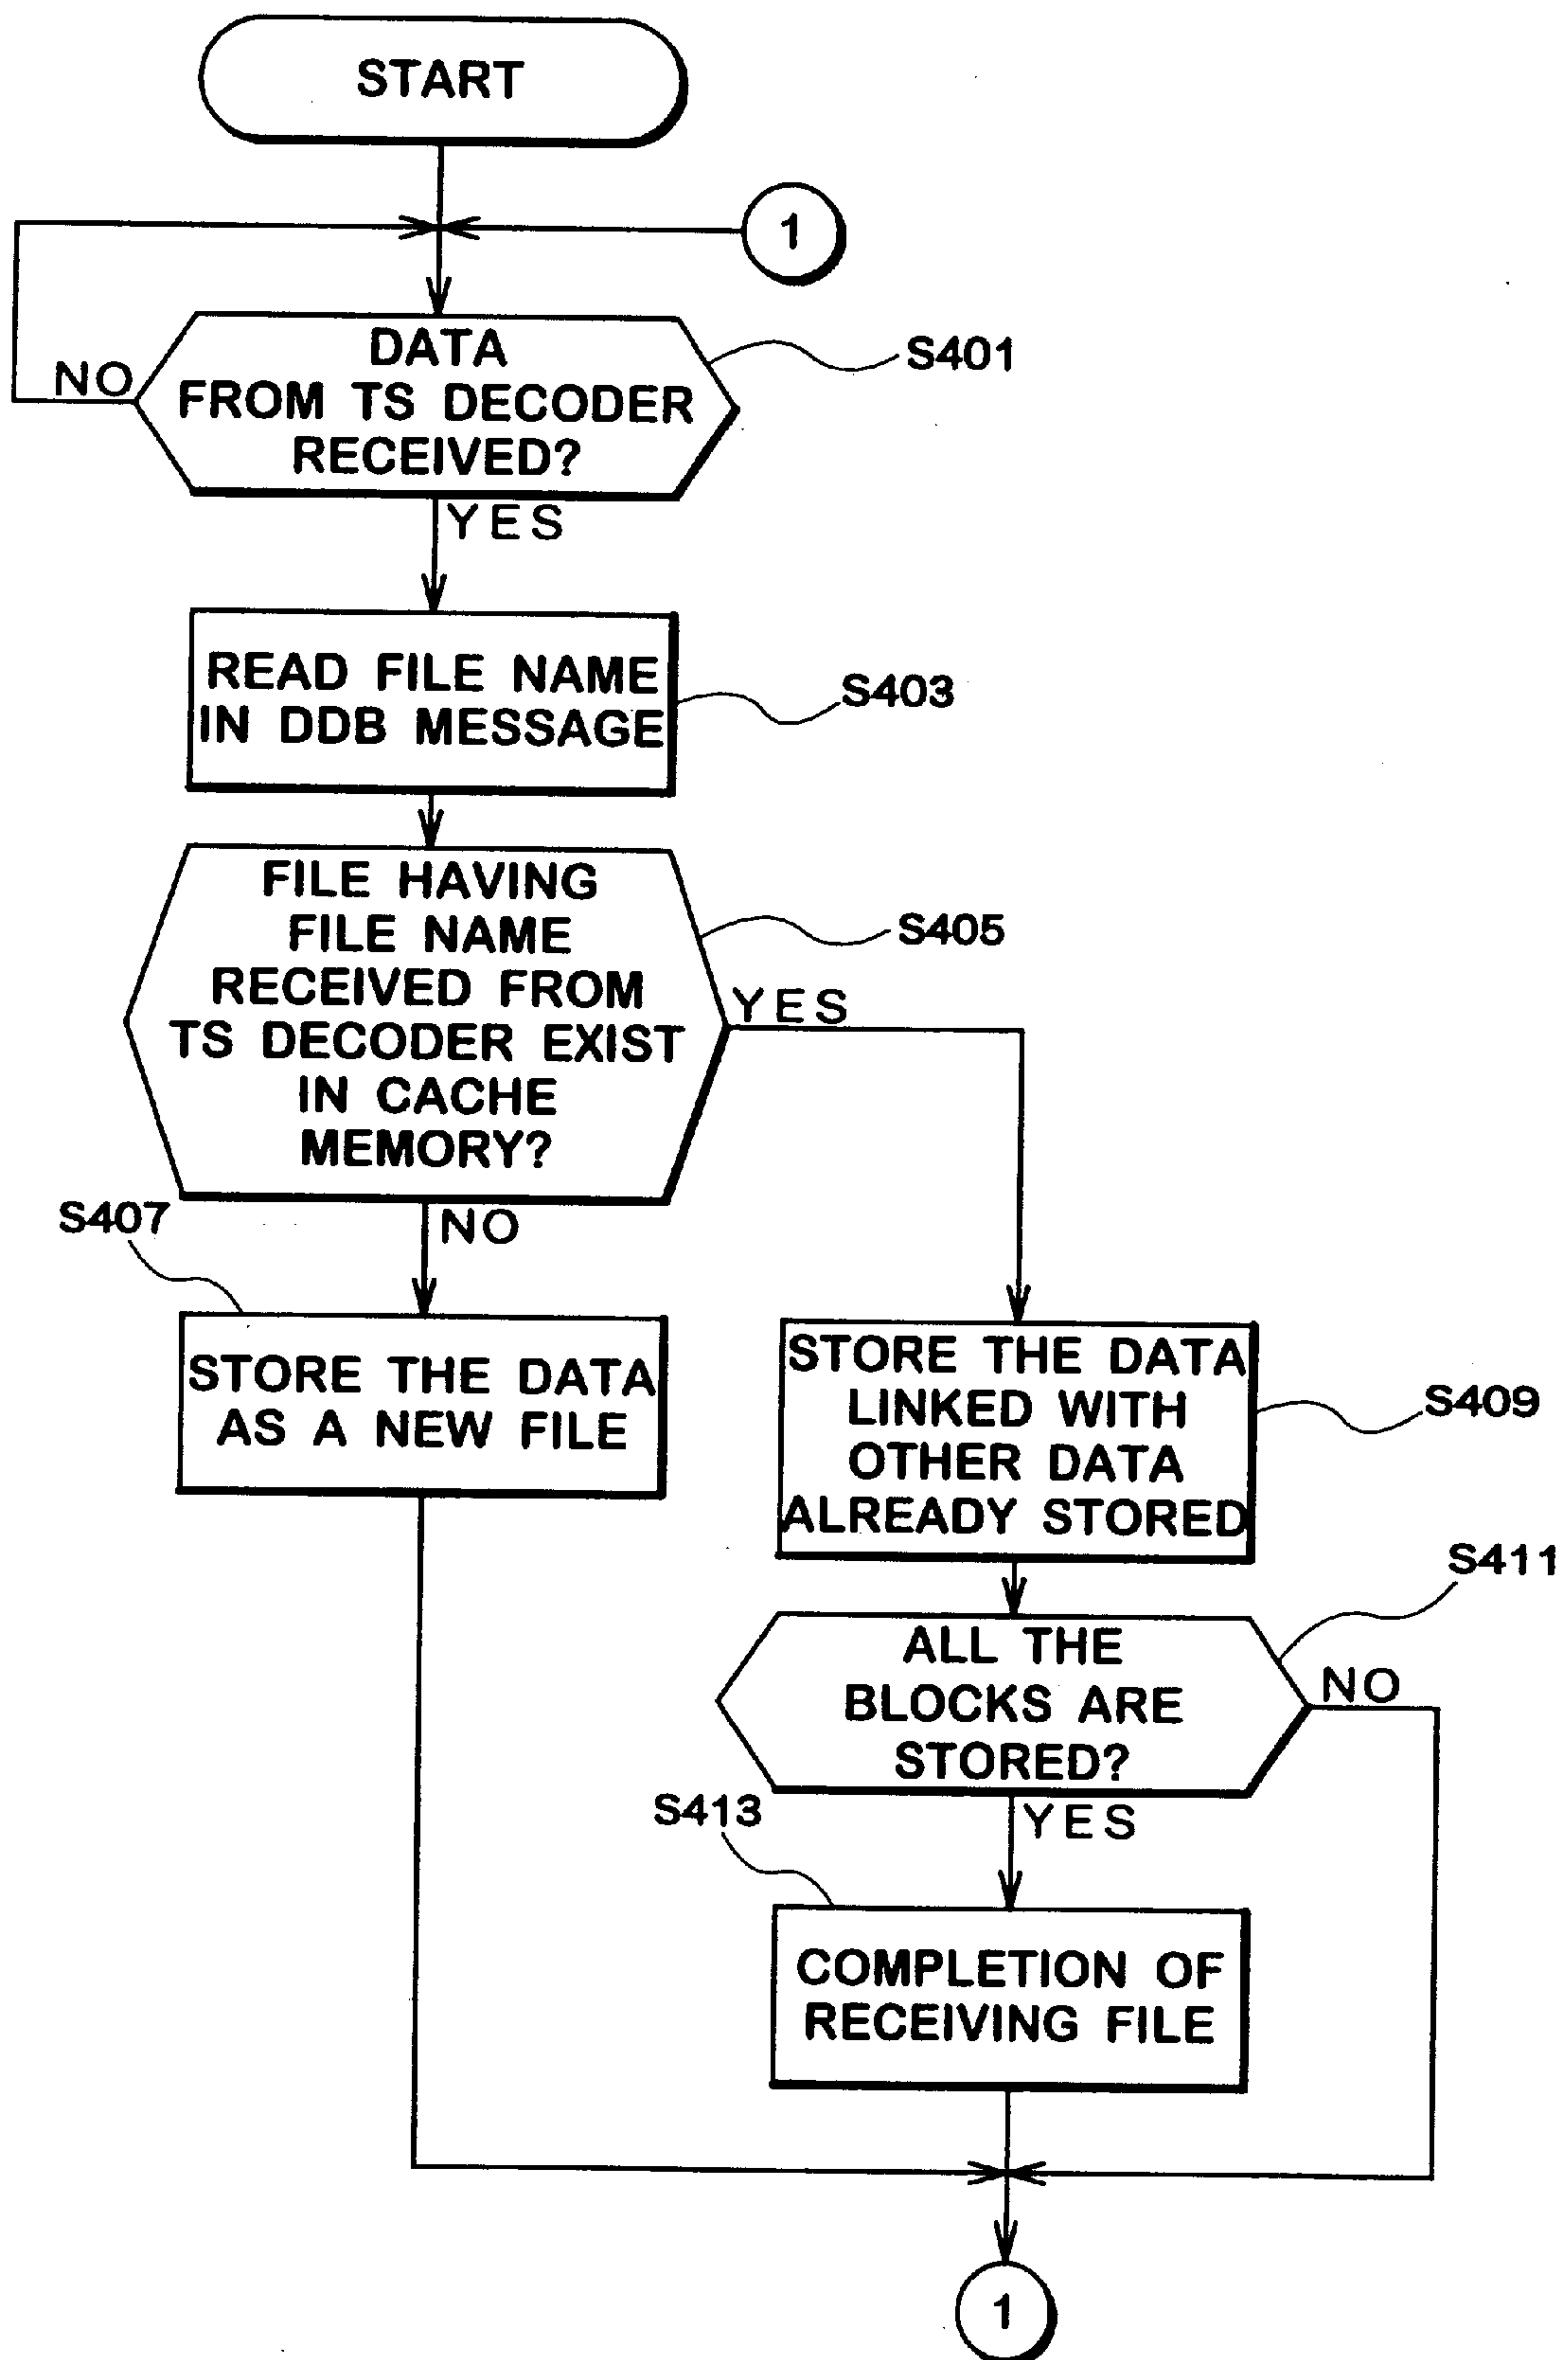 START
1
DATA
FROM TS DECODER
RECEIVED?
S401
NO
YES
READ FILE NAME
IN DDB MESSAGE
S403
FILE HAVING
FILE NAME
RECEIVED FROM
TS DECODER EXIST
IN CACHE
MEMORY?
S405
YES
NO
S407
STORE THE DATA
AS A NEW FILE
STORE THE DATA
LINKED WITH
OTHER DATA
ALREADY STORED
S409
S411
ALL THE
BLOCKS ARE
STORED?
NO
YES
S413
COMPLETION OF
RECEIVING FILE
1